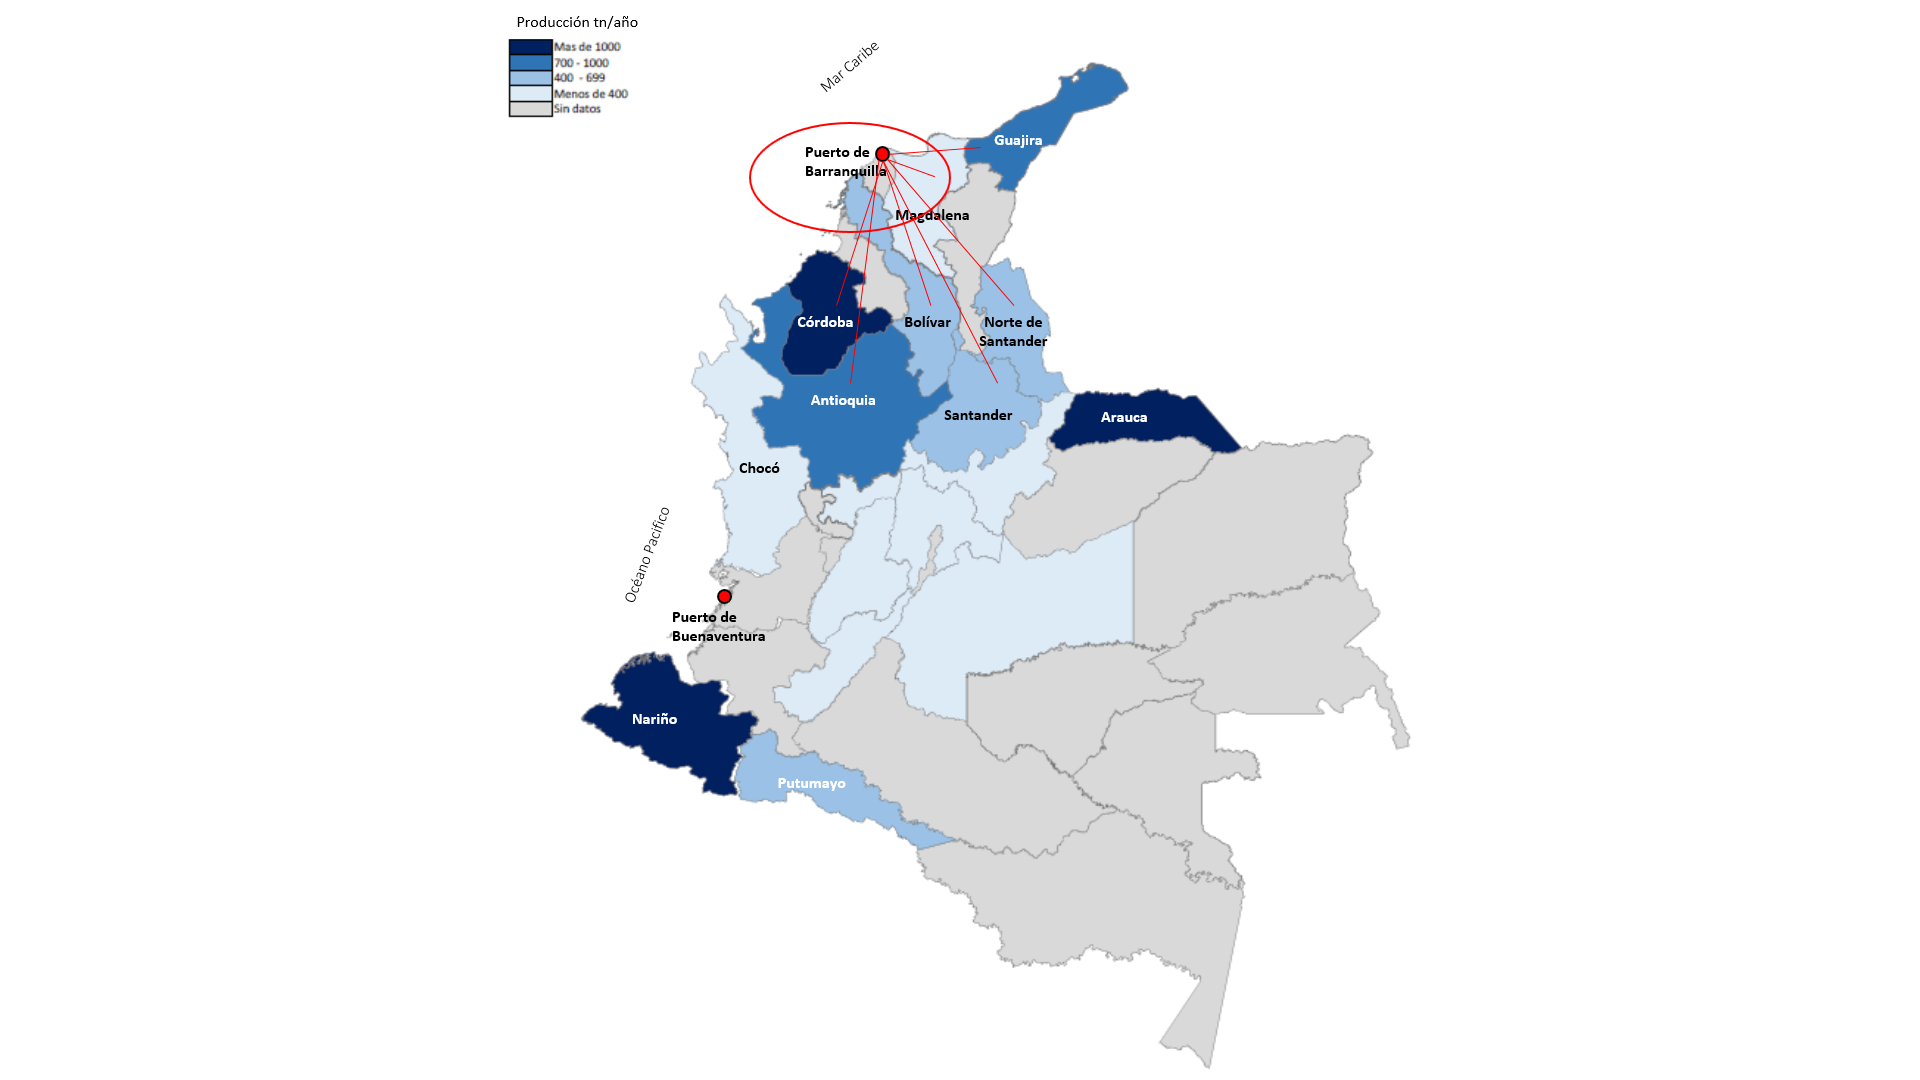 Producción tn/año
Mas de 1000
700 - 1000
400 - 699
Menos de 400
Sin datos
Mar Caribe
Guajira
Puerto de
Barranquilla
Magdalena
Córdoba
Bolívar
Norte de
Santander
Antioquia
Santander
Arauca
Chocó
Océano Pacifico
Puerto de
Buenaventura
Nariño
Putumayo